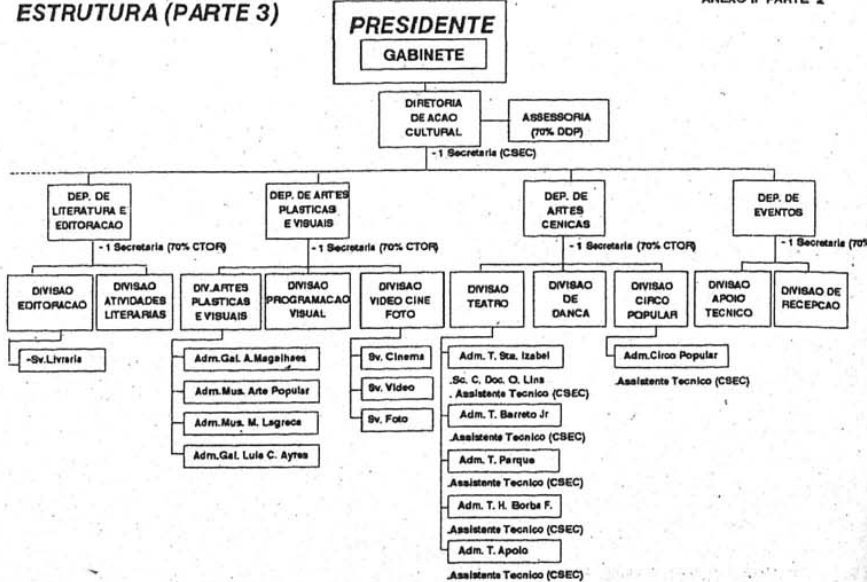 ESTRUTURA (PARTE 3)
ANEXO II PARTE 2
PRESIDENTE
GABINETE
DIRETORIA
DE ACAO
CULTURAL
ASSESSORIA
(70% DDP)
- 1 Secretaria (CSEC)
DEP. DE
LITERATURA E
EDITORACAO
- 1 Secretaria (70% CTOR)
DEP. DE ARTES
PLASTICAS
E VISUAIS
- 1 Secretaria (70% CTOR)
DEP. DE
ARTES
CENICAS
- 1 Secretaria (70% CTOR)
DEP. DE
EVENTOS
- 1 Secretaria (70%
DIVISAO
EDITORACAO
DIVISAO
ATIVIDADES
LITERARIAS
DIV.ARTES
PLASTICAS
E VISUAIS
DIVISAO
PROGRAMACAO
VISUAL
DIVISAO
VIDEO CINE
FOTO
DIVISAO
TEATRO
DIVISAO
DE
DANCA
DIVISAO
CIRCO
POPULAR
DIVISAO
APOIO
TECNICO
DIVISAO DE
RECEPCAO
-Sv.Livraria
Adm.Gal. A.Magalhaes
Adm.Mus. Arte Popular
Adm.Mus. M. Lagreca
Adm.Gal. Luis C. Ayres
Sv. Cinema
Sv. Video
Sv. Foto
Adm. T. Sta. Izabel
.Sc. C. Doc. O. Lins
. Assistente Tecnico (CSEC)
Adm. T. Barreto Jr
.Assistente Tecnico (CSEC)
Adm. T. Parque
.Assistente Tecnico (CSEC)
Adm. T. H. Borba F.
.Assistente Tecnico (CSEC)
Adm. T. Apolo
.Assistente Tecnico (CSEC)
Adm.Circo Popular
.Assistente Tecnico (CSEC)